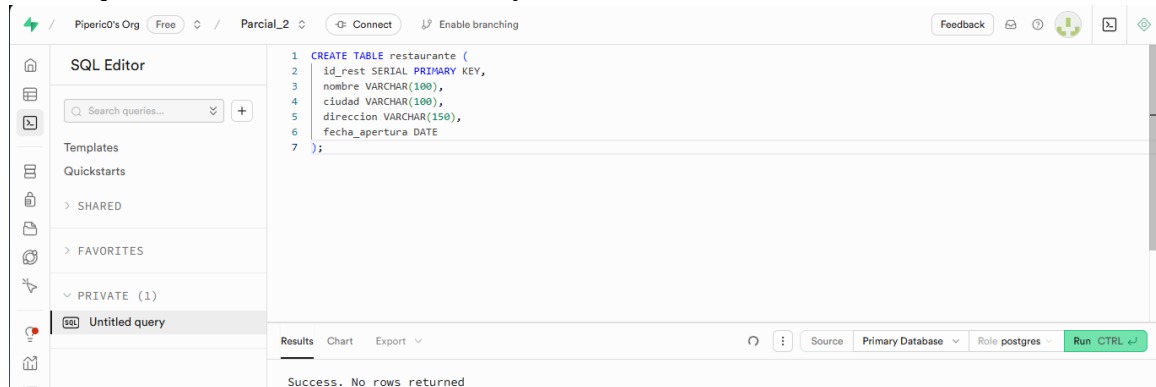 / Piperic0's Org Free / Parcial_2 Connect Enable branching Feedback
SQL Editor
Search queries...
Templates
Quickstarts
> SHARED
> FAVORITES
PRIVATE (1)
SQL Untitled query
1 CREATE TABLE restaurante (
2 id_rest SERIAL PRIMARY KEY,
3 nombre VARCHAR(100),
4 ciudad VARCHAR(100),
5 direccion VARCHAR(150),
6 fecha_apertura DATE
7 );
Results Chart Export Source Primary Database Role postgres Run CTRL ↵
Success. No rows returned